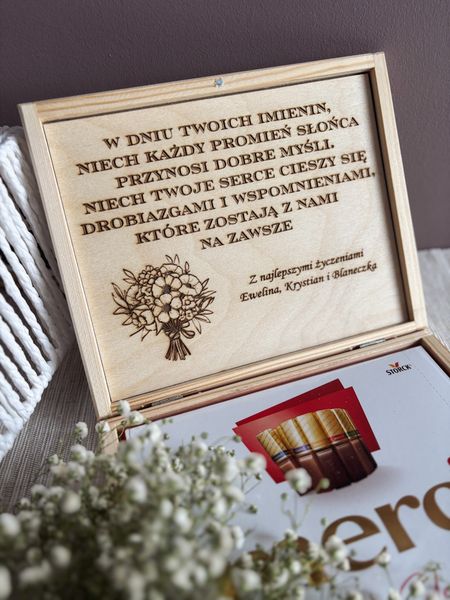 W DNIU TWOICH IMIENIN,
NIECH KAŻDY PROMIEŃ SŁOŃCA
PRZYNOSI DOBRE MYŚLI.
NIECH TWOJE SERCE CIESZY SIĘ
DROBIAZGAMI I WSPOMNIENIAMI,
KTÓRE ZOSTAJĄ Z NAMI
NA ZAWSZE
Z najlepszymi życzeniami
Ewelina, Krystian i Blaneczka
STORCK